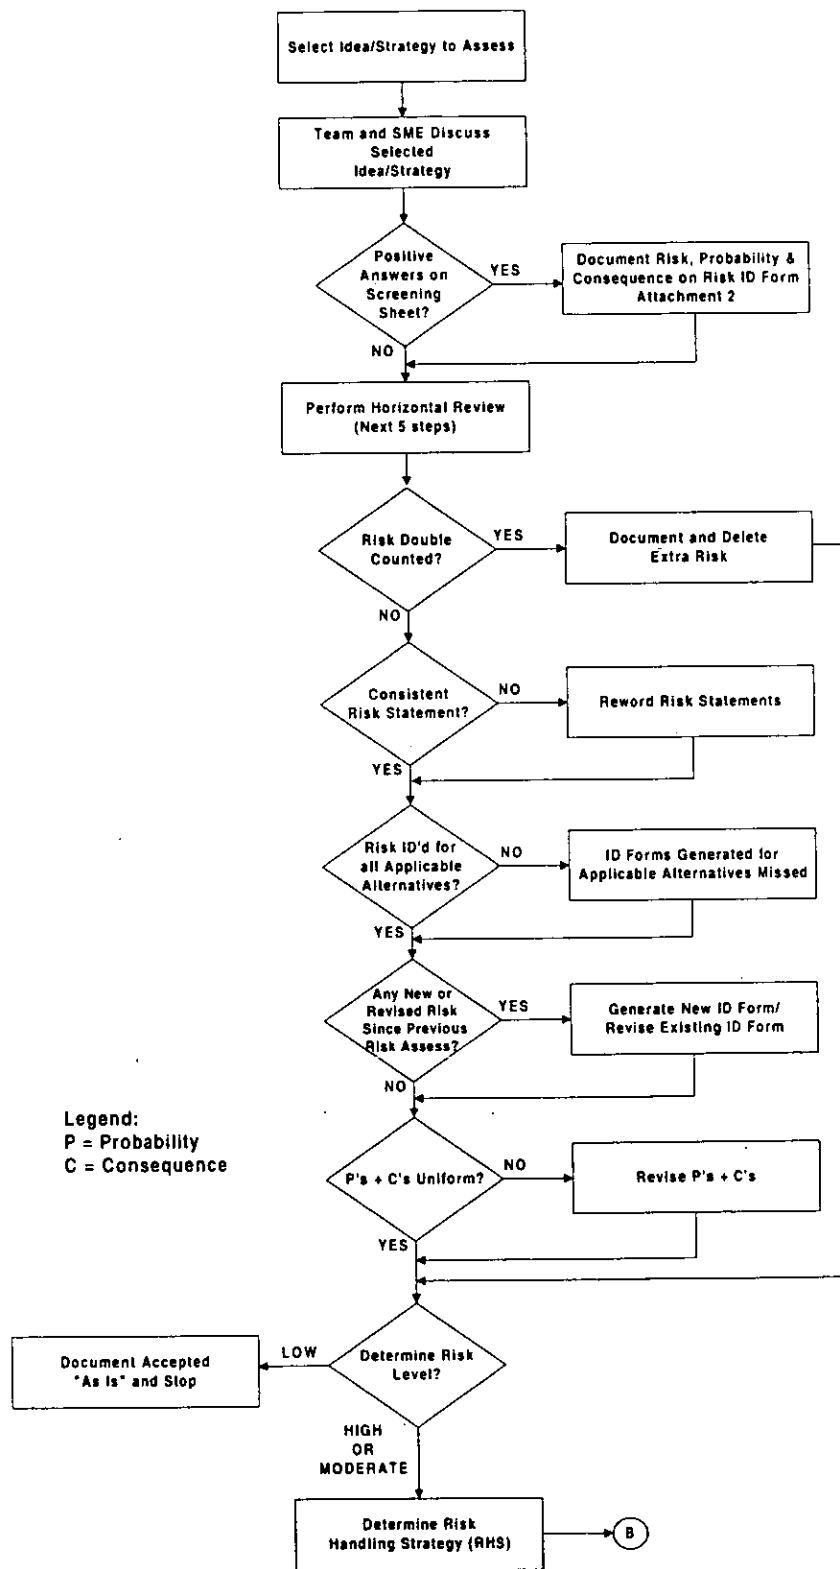 Select Idea/Strategy to Assess
Team and SME Discuss
Selected
Idea/Strategy
Positive
Answers on
Screening
Sheet?
YES
Document Risk, Probability &
Consequence on Risk ID Form
Attachment 2
NO
Perform Horizontal Review
(Next 5 steps)
Risk Double
Counted?
YES
Document and Delete
Extra Risk
NO
Consistent
Risk Statement?
NO
Reword Risk Statements
YES
Risk ID'd for
all Applicable
Alternatives?
NO
ID Forms Generated for
Applicable Alternatives Missed
YES
Any New or
Revised Risk
Since Previous
Risk Assess?
YES
Generate New ID Form/
Revise Existing ID Form
NO
Legend:
P = Probability
C = Consequence
P's + C's Uniform?
NO
Revise P's + C's
YES
Determine Risk
Level?
LOW
Document Accepted
"As Is" and Stop
HIGH
OR
MODERATE
Determine Risk
Handling Strategy (RHS)
B